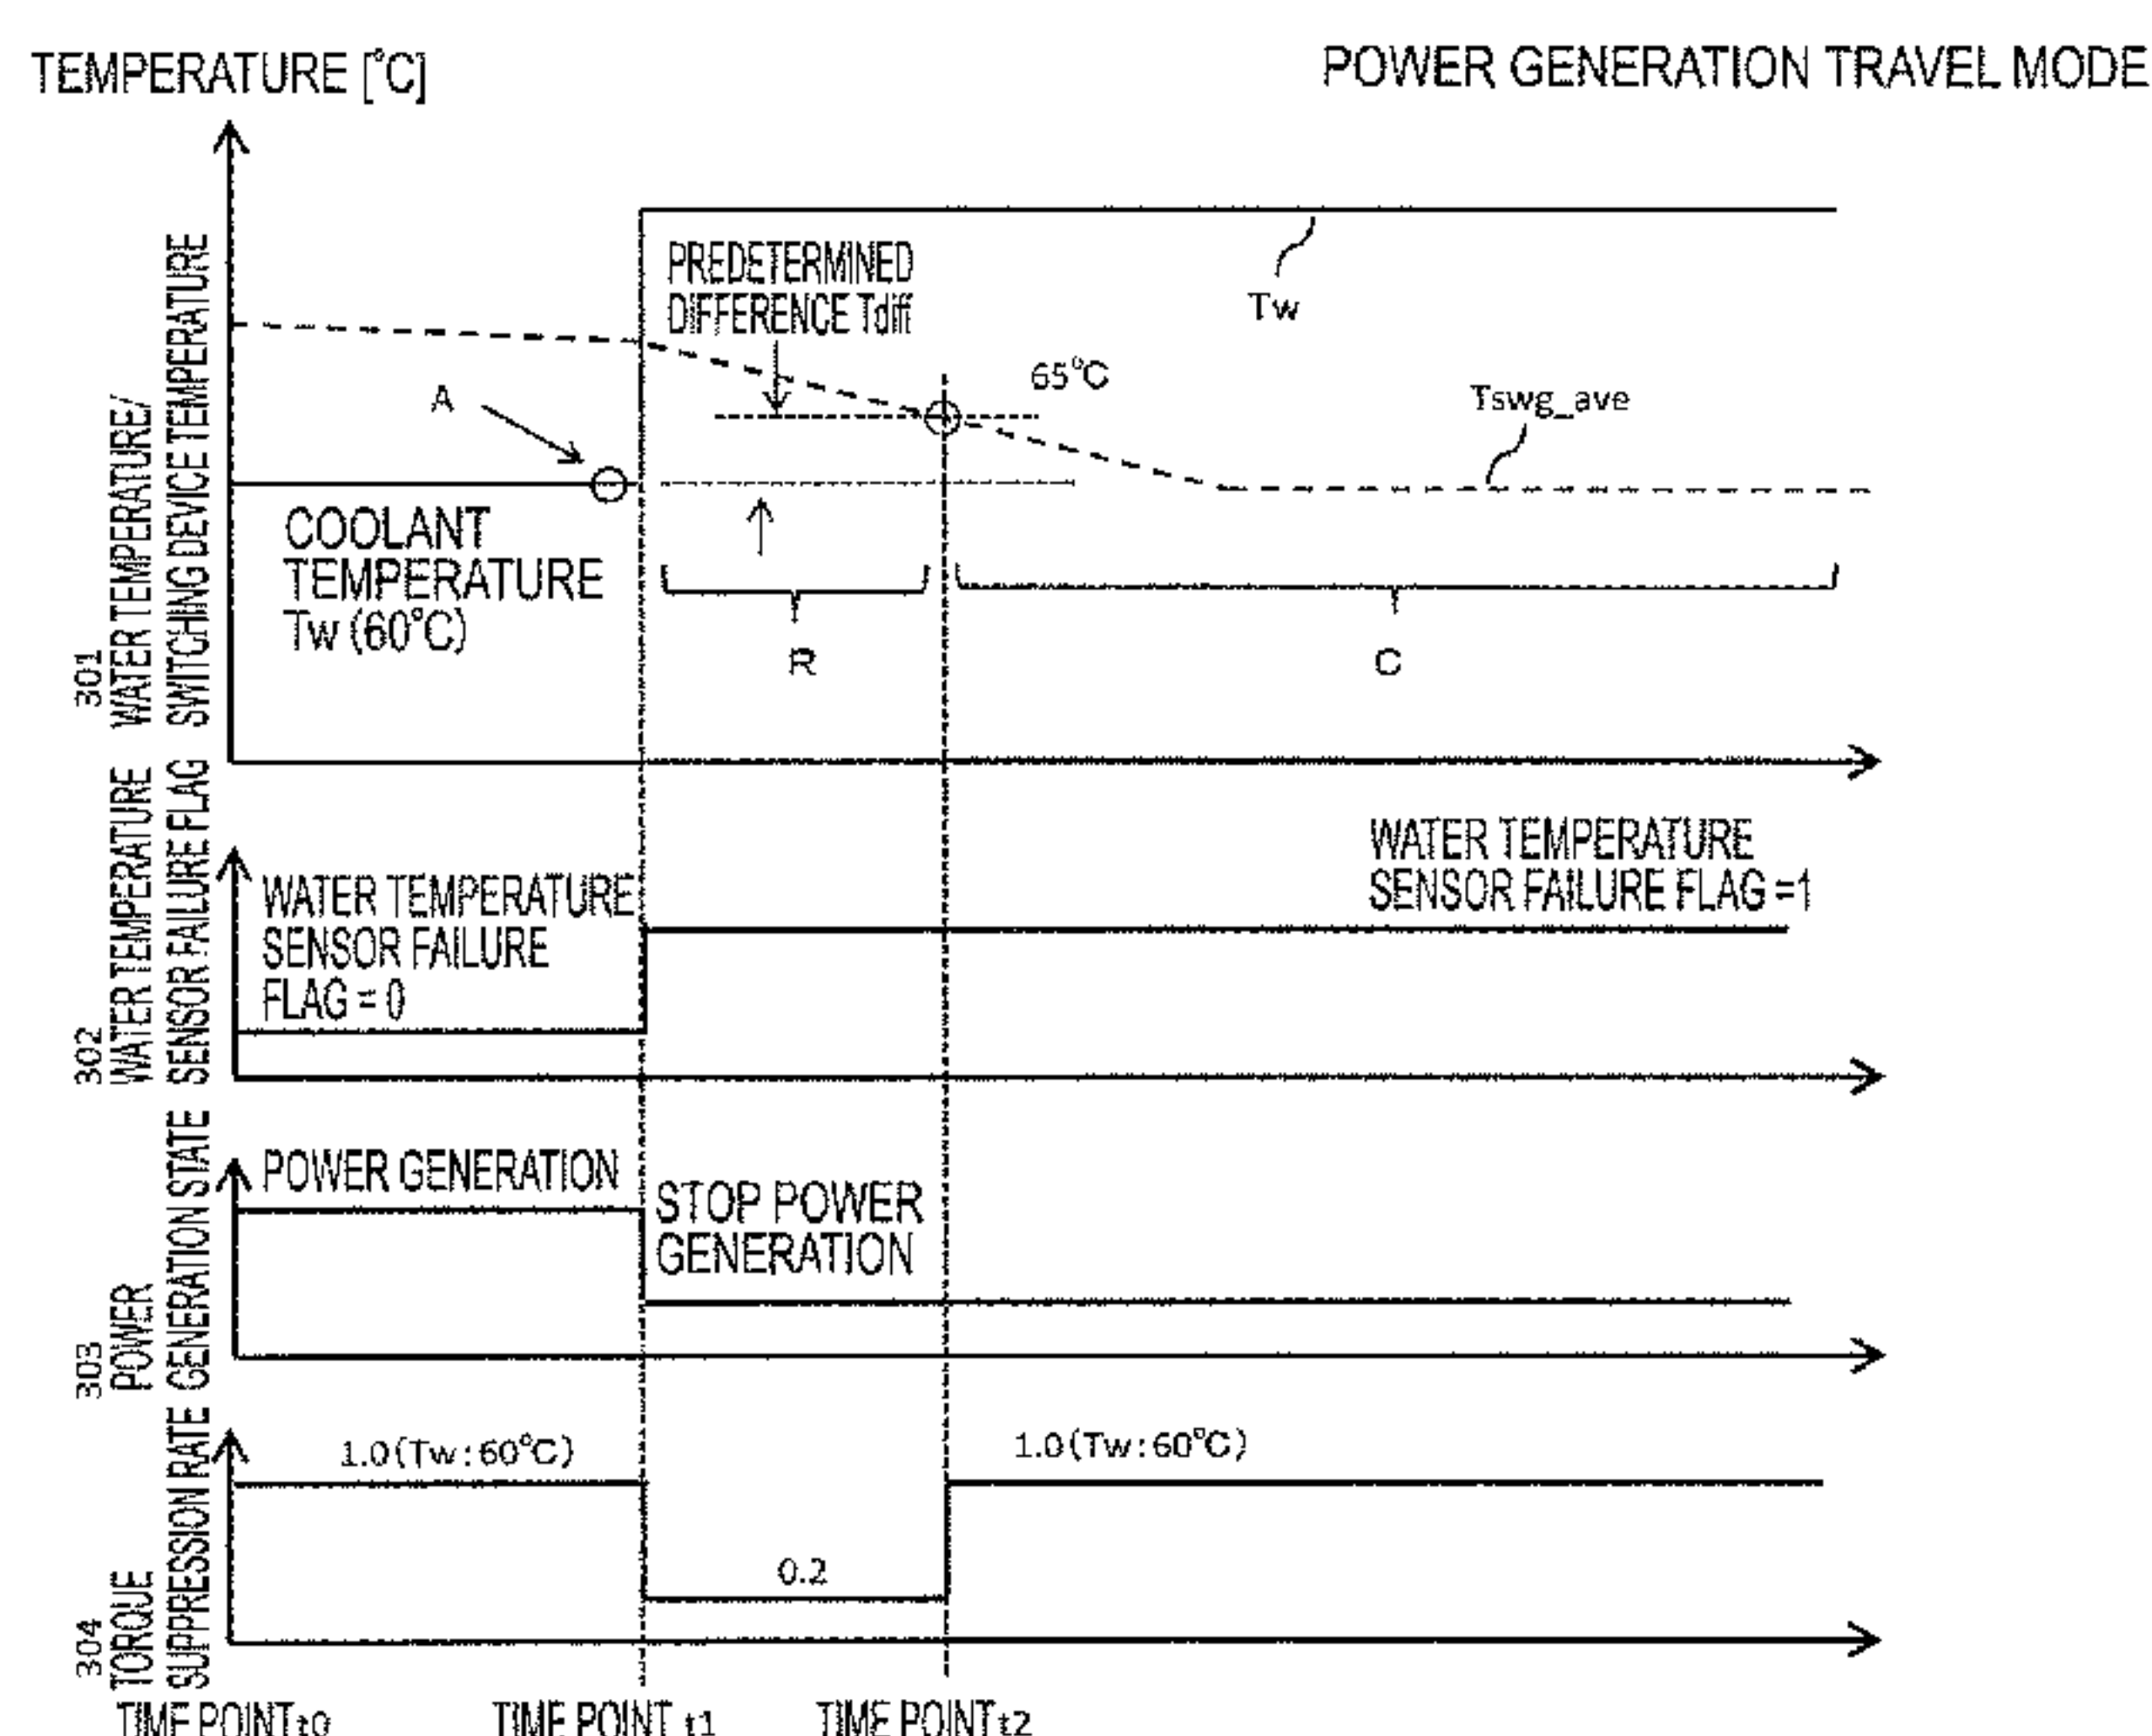 TEMPERATURE [°C]
POWER GENERATION TRAVEL MODE
301
WATER TEMPERATURE/
SWITCHING DEVICE TEMPERATURE
PREDETERMINED
DIFFERENCE Tdiff
Tw
65°C
A
Tswg_ave
COOLANT
TEMPERATURE
Tw (60°C)
R
C
302
WATER TEMPERATURE
SENSOR FAILURE FLAG
WATER TEMPERATURE
SENSOR FAILURE
FLAG = 0
WATER TEMPERATURE
SENSOR FAILURE FLAG =1
303
POWER
GENERATION STATE
POWER GENERATION
STOP POWER
GENERATION
304
TORQUE
SUPPRESSION RATE
1.0 (Tw : 60°C)
0.2
1.0 (Tw : 60°C)
TIME POINT t0
TIME POINT t1
TIME POINT t2